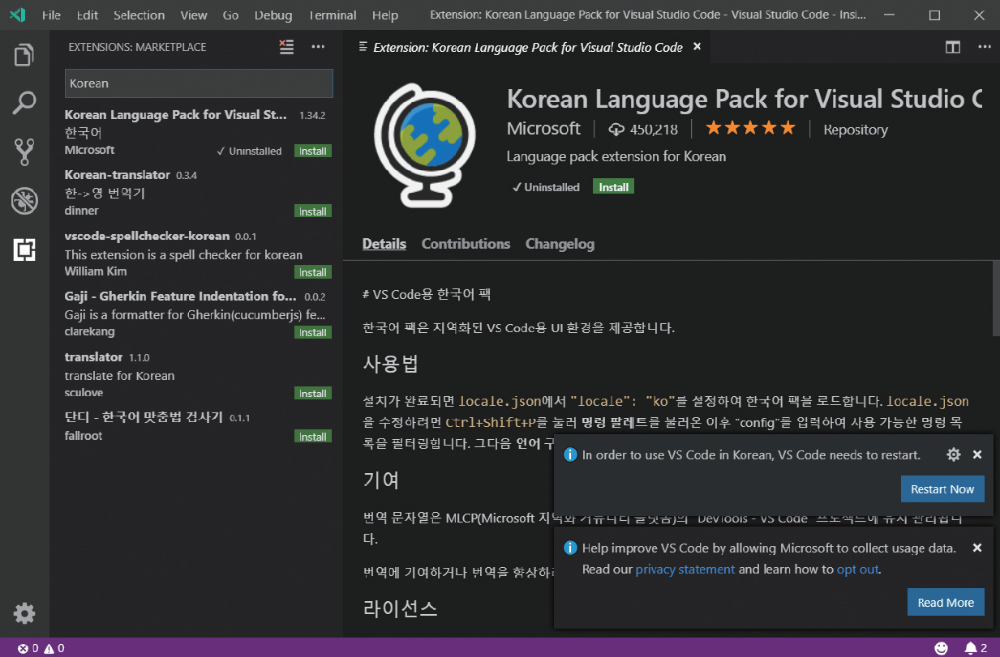 File Edit Selection View Go Debug Terminal Help Extension: Korean Language Pack for Visual Studio Code - Visual Studio Code - Insi...
EXTENSIONS: MARKETPLACE
Korean
Korean Language Pack for Visual St... 1.34.2
한국어
Microsoft ✓ Uninstalled Install
Korean-translator 0.3.4
한->영 번역기
dinner Install
vscode-spellchecker-korean 0.0.1
This extension is a spell checker for korean
William Kim Install
Gaji - Gherkin Feature Indentation fo... 0.0.2
Gaji is a formatter for Gherkin(cucumberjs) fe...
clarekang Install
translator 1.1.0
translate for Korean
sculove Install
단디 - 한국어 맞춤법 검사기 0.1.1
fallroot Install
Extension: Korean Language Pack for Visual Studio Code
Korean Language Pack for Visual Studio C
Microsoft 450,218 Repository
Language pack extension for Korean
✓ Uninstalled Install
Details Contributions Changelog
# VS Code용 한국어 팩
한국어 팩은 지역화된 VS Code용 UI 환경을 제공합니다.
사용법
설치가 완료되면 locale.json에서 "locale": "ko"를 설정하여 한국어 팩을 로드합니다. locale.json
을 수정하려면 Ctrl+Shift+P를 눌러 명령 팔레트를 불러온 이후 "config"를 입력하여 사용 가능한 명령 목
록을 필터링합니다. 그다음 언어 구
기여
번역 문자열은 MLCP(Microsoft 지역화 커뮤니티 플랫폼)의 "DevTools - VS Code" 프로젝트에 유지 관리됩니
다.
번역에 기여하거나 번역을 향상하려
라이선스
In order to use VS Code in Korean, VS Code needs to restart.
Restart Now
Help improve VS Code by allowing Microsoft to collect usage data.
Read our privacy statement and learn how to opt out.
Read More
0 0 2